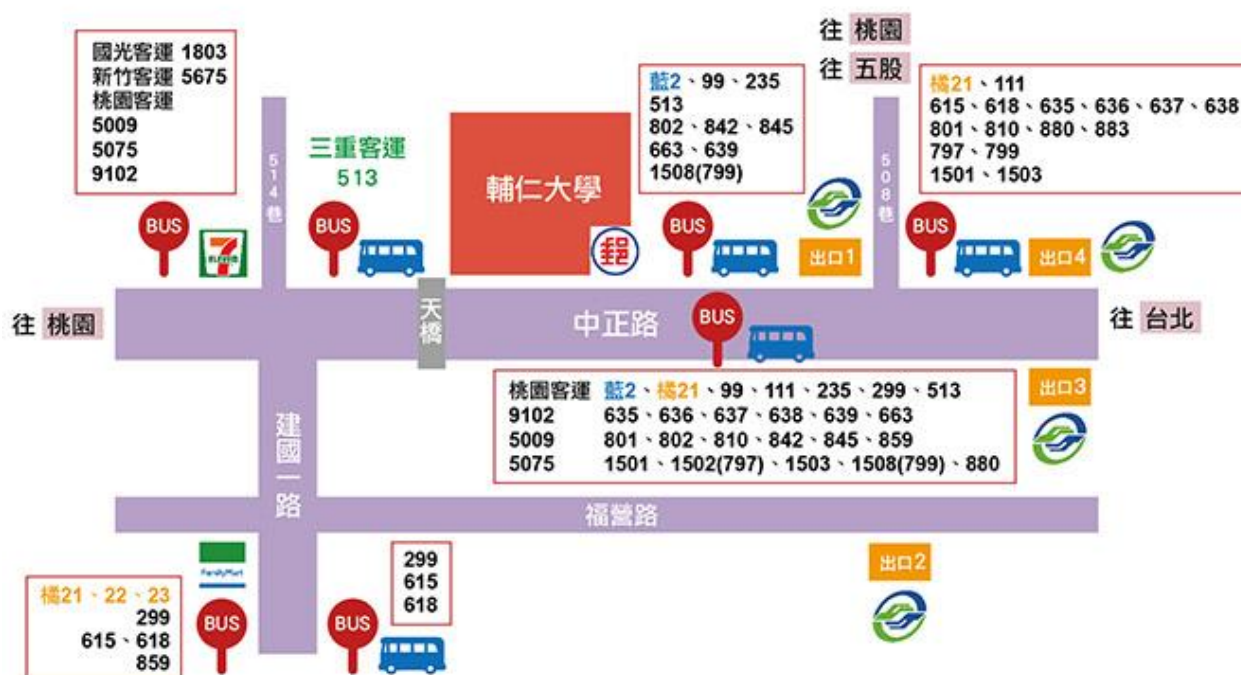 往 桃園
往 五股
國光客運 1803
新竹客運 5675
桃園客運
5009
5075
9102
514巷
三重客運
513
輔仁大學
郵
藍2、99、235
513
802、842、845
663、639
1508(799)
508巷
橘21、111
615、618、635、636、637、638
801、810、880、883
797、799
1501、1503
BUS
7
ELEVEN
BUS
BUS
出口1
BUS
出口4
往 桃園
天橋
中正路
BUS
往 台北
桃園客運 藍2、橘21、99、111、235、299、513
9102 635、636、637、638、639、663
5009 801、802、810、842、845、859
5075 1501、1502(797)、1503、1508(799)、880
出口3
建國一路
福營路
FamilyMart
橘21、22、23
299
615、618
859
BUS
BUS
299
615
618
出口2